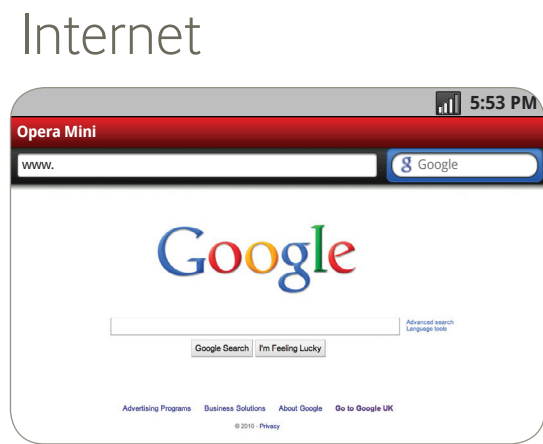 Internet
5:53 PM
Opera Mini
www. Google
Google
Advanced search
Language tools
Google Search I'm Feeling Lucky
Advertising Programs Business Solutions About Google Go to Google UK
© 2010 - Privacy